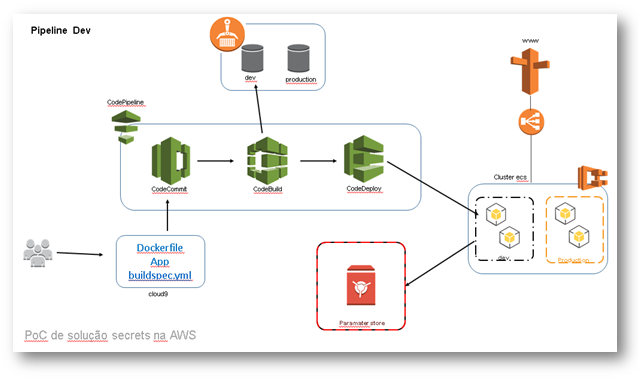 Pipeline Dev
www
dev
production
CodePipeline
CodeCommit
CodeBuild
CodeDeploy
Cluster ecs
dev
Production
Dockerfile
App
buildspec.yml
cloud9
Paramater store
PoC de solução secrets na AWS